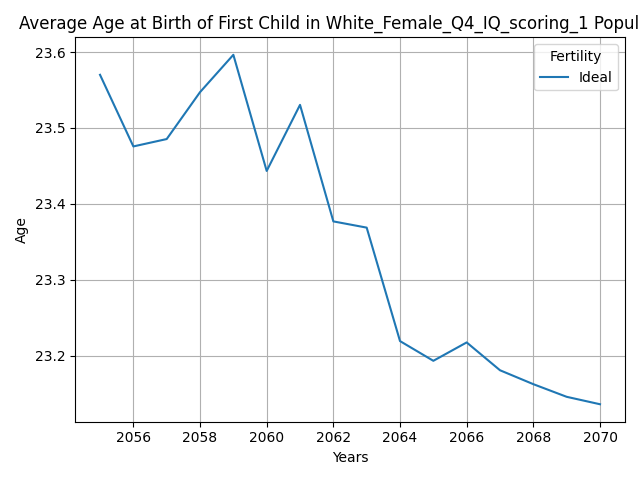 Average Age at Birth of First Child in White_Female_Q4_IQ_scoring_1 Popul
Fertility
Ideal
23.6
23.5
23.4
23.3
23.2
Age
2056 2058 2060 2062 2064 2066 2068 2070
Years